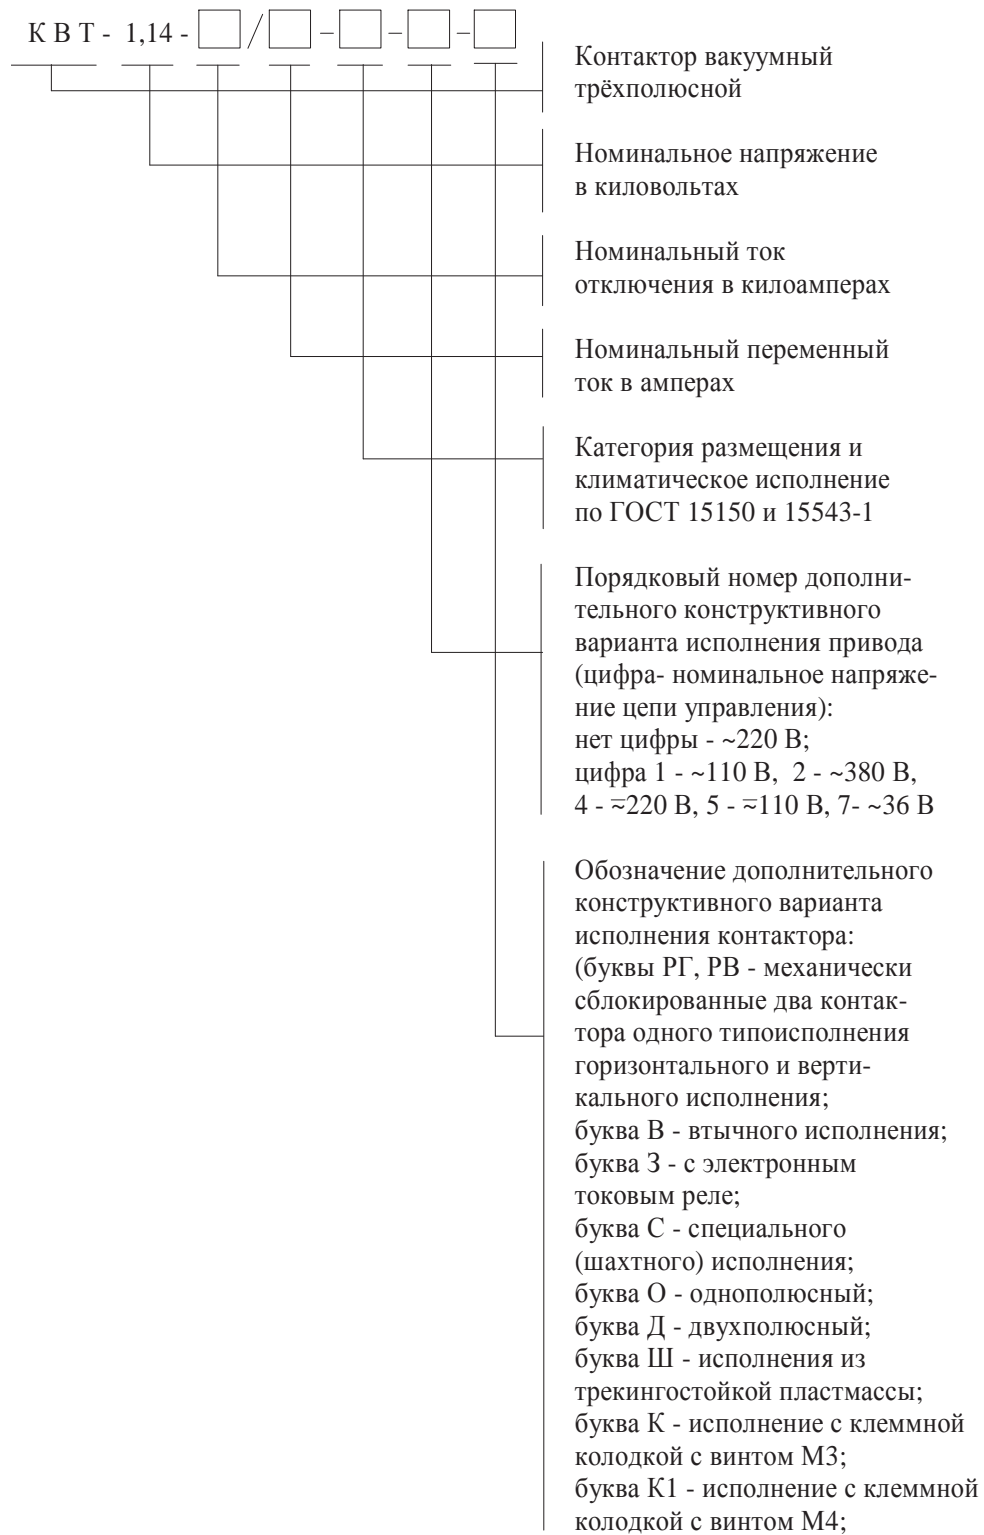 К В Т - 1,14 - / - - -
Контактор вакуумный
трёхполюсной
Номинальное напряжение
в киловольтах
Номинальный ток
отключения в килоамперах
Номинальный переменный
ток в амперах
Категория размещения и
климатическое исполнение
по ГОСТ 15150 и 15543-1
Порядковый номер дополни-
тельного конструктивного
варианта исполнения привода
(цифра- номинальное напряже-
ние цепи управления):
нет цифры - ~220 В;
цифра 1 - ~110 В, 2 - ~380 В,
4 - ≂220 В, 5 - ≂110 В, 7- ~36 В
Обозначение дополнительного
конструктивного варианта
исполнения контактора:
(буквы РГ, РВ - механически
сблокированные два контак-
тора одного типоисполнения
горизонтального и верти-
кального исполнения;
буква В - втычного исполнения;
буква З - с электронным
токовым реле;
буква С - специального
(шахтного) исполнения;
буква О - однополюсный;
буква Д - двухполюсный;
буква Ш - исполнения из
трекингостойкой пластмассы;
буква К - исполнение с клеммной
колодкой с винтом М3;
буква К1 - исполнение с клеммной
колодкой с винтом М4;